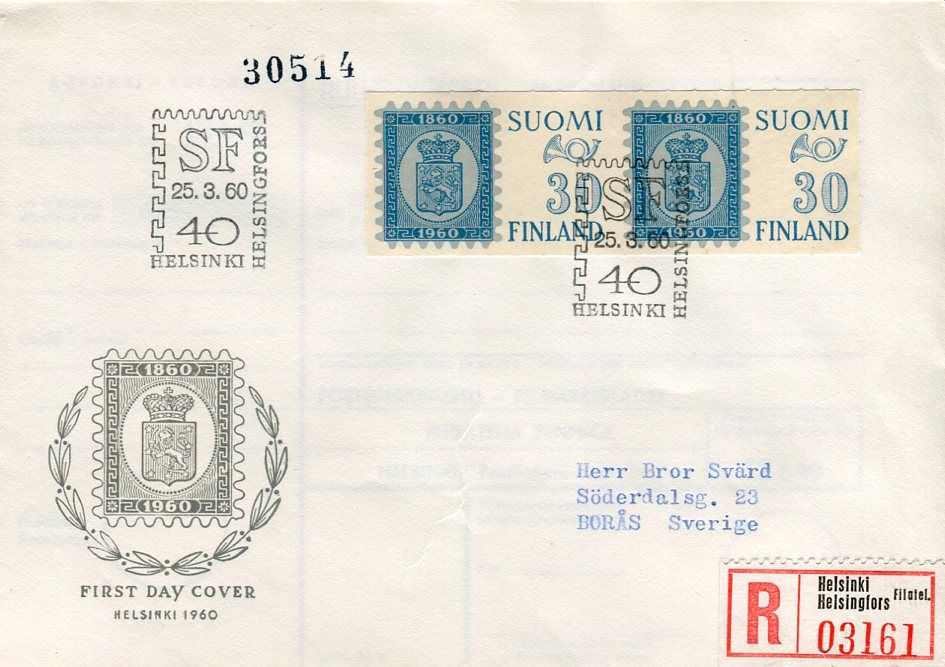 30514
SF
25.3.60
40
HELSINKI
HELSINGFORS
1860
1960
SUOMI
30
FINLAND
1860
1960
SUOMI
30
FINLAND
SF
25.3.60
40
HELSINKI
HELSINGFORS
1860
1960
FIRST DAY COVER
HELSINKI 1960
Herr Bror Svärd
Söderdalsg. 23
BORÅS Sverige
R
Helsinki
Helsingfors Filatel.
03161